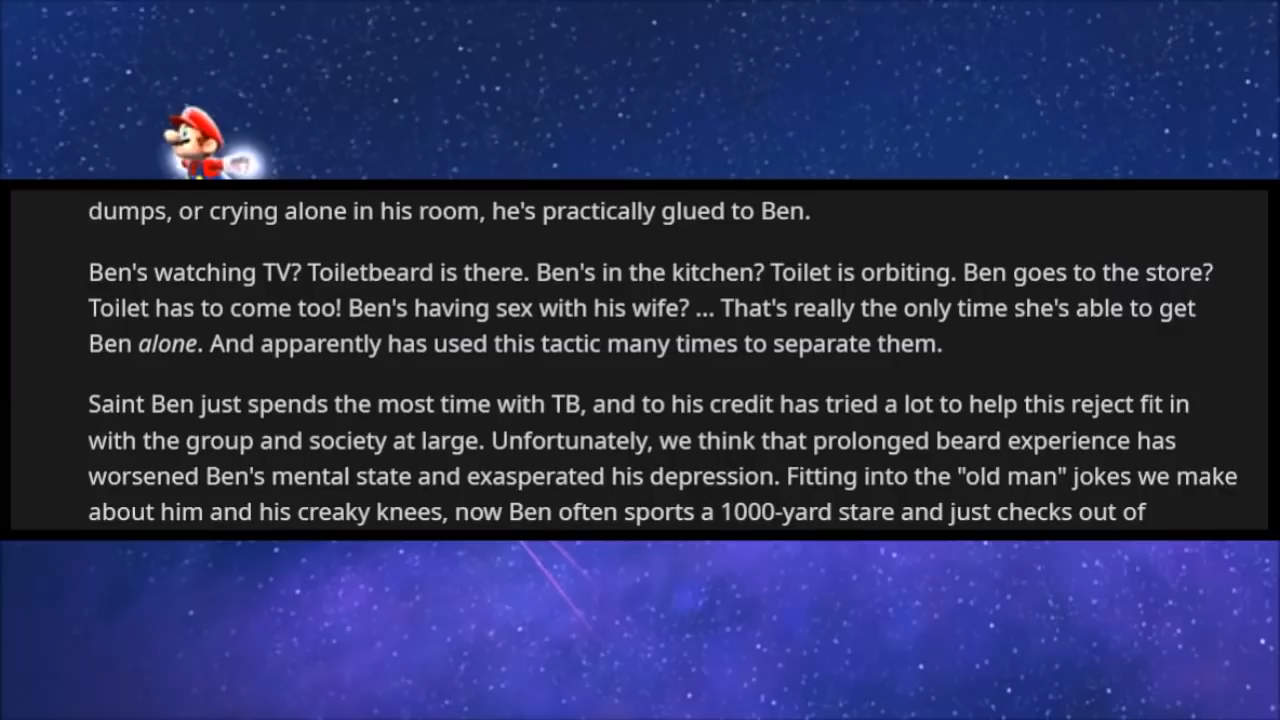 dumps, or crying alone in his room, he's practically glued to Ben.
Ben's watching TV? Toiletbeard is there. Ben's in the kitchen? Toilet is orbiting. Ben goes to the store?
Toilet has to come too! Ben's having sex with his wife? ... That's really the only time she's able to get
Ben alone. And apparently has used this tactic many times to separate them.
Saint Ben just spends the most time with TB, and to his credit has tried a lot to help this reject fit in
with the group and society at large. Unfortunately, we think that prolonged beard experience has
worsened Ben's mental state and exasperated his depression. Fitting into the "old man" jokes we make
about him and his creaky knees, now Ben often sports a 1000-yard stare and just checks out of